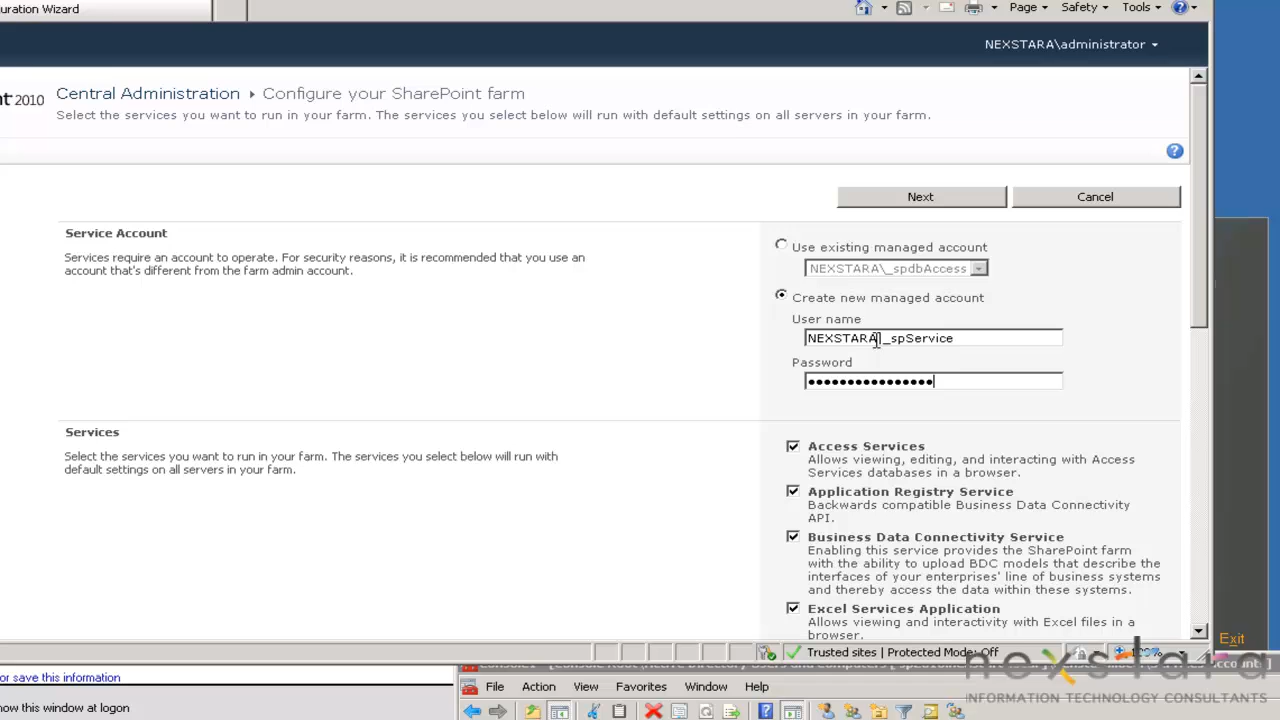 uration Wizard
Page
Safety
Tools
NEXSTARA\administrator
nt 2010
Central Administration
Configure your SharePoint farm
Select the services you want to run in your farm. The services you select below will run with default settings on all servers in your farm.
Next
Cancel
Service Account
Services require an account to operate. For security reasons, it is recommended that you use an
account that's different from the farm admin account.
Use existing managed account
NEXSTARA\_spdbAccess
Create new managed account
User name
NEXSTARA\_spService
Password
Services
Select the services you want to run in your farm. The services you select below will run with
default settings on all servers in your farm.
Access Services
Allows viewing, editing, and interacting with Access
Services databases in a browser.
Application Registry Service
Backwards compatible Business Data Connectivity
API.
Business Data Connectivity Service
Enabling this service provides the SharePoint farm
with the ability to upload BDC models that describe the
interfaces of your enterprises' line of business systems
and thereby access the data within these systems.
Excel Services Application
Allows viewing and interactivity with Excel files in a
browser.
Exit
Trusted sites | Protected Mode: Off
nexstara
INFORMATION TECHNOLOGY CONSULTANTS
or save this information
how this window at logon
File
Action
View
Favorites
Window
Help